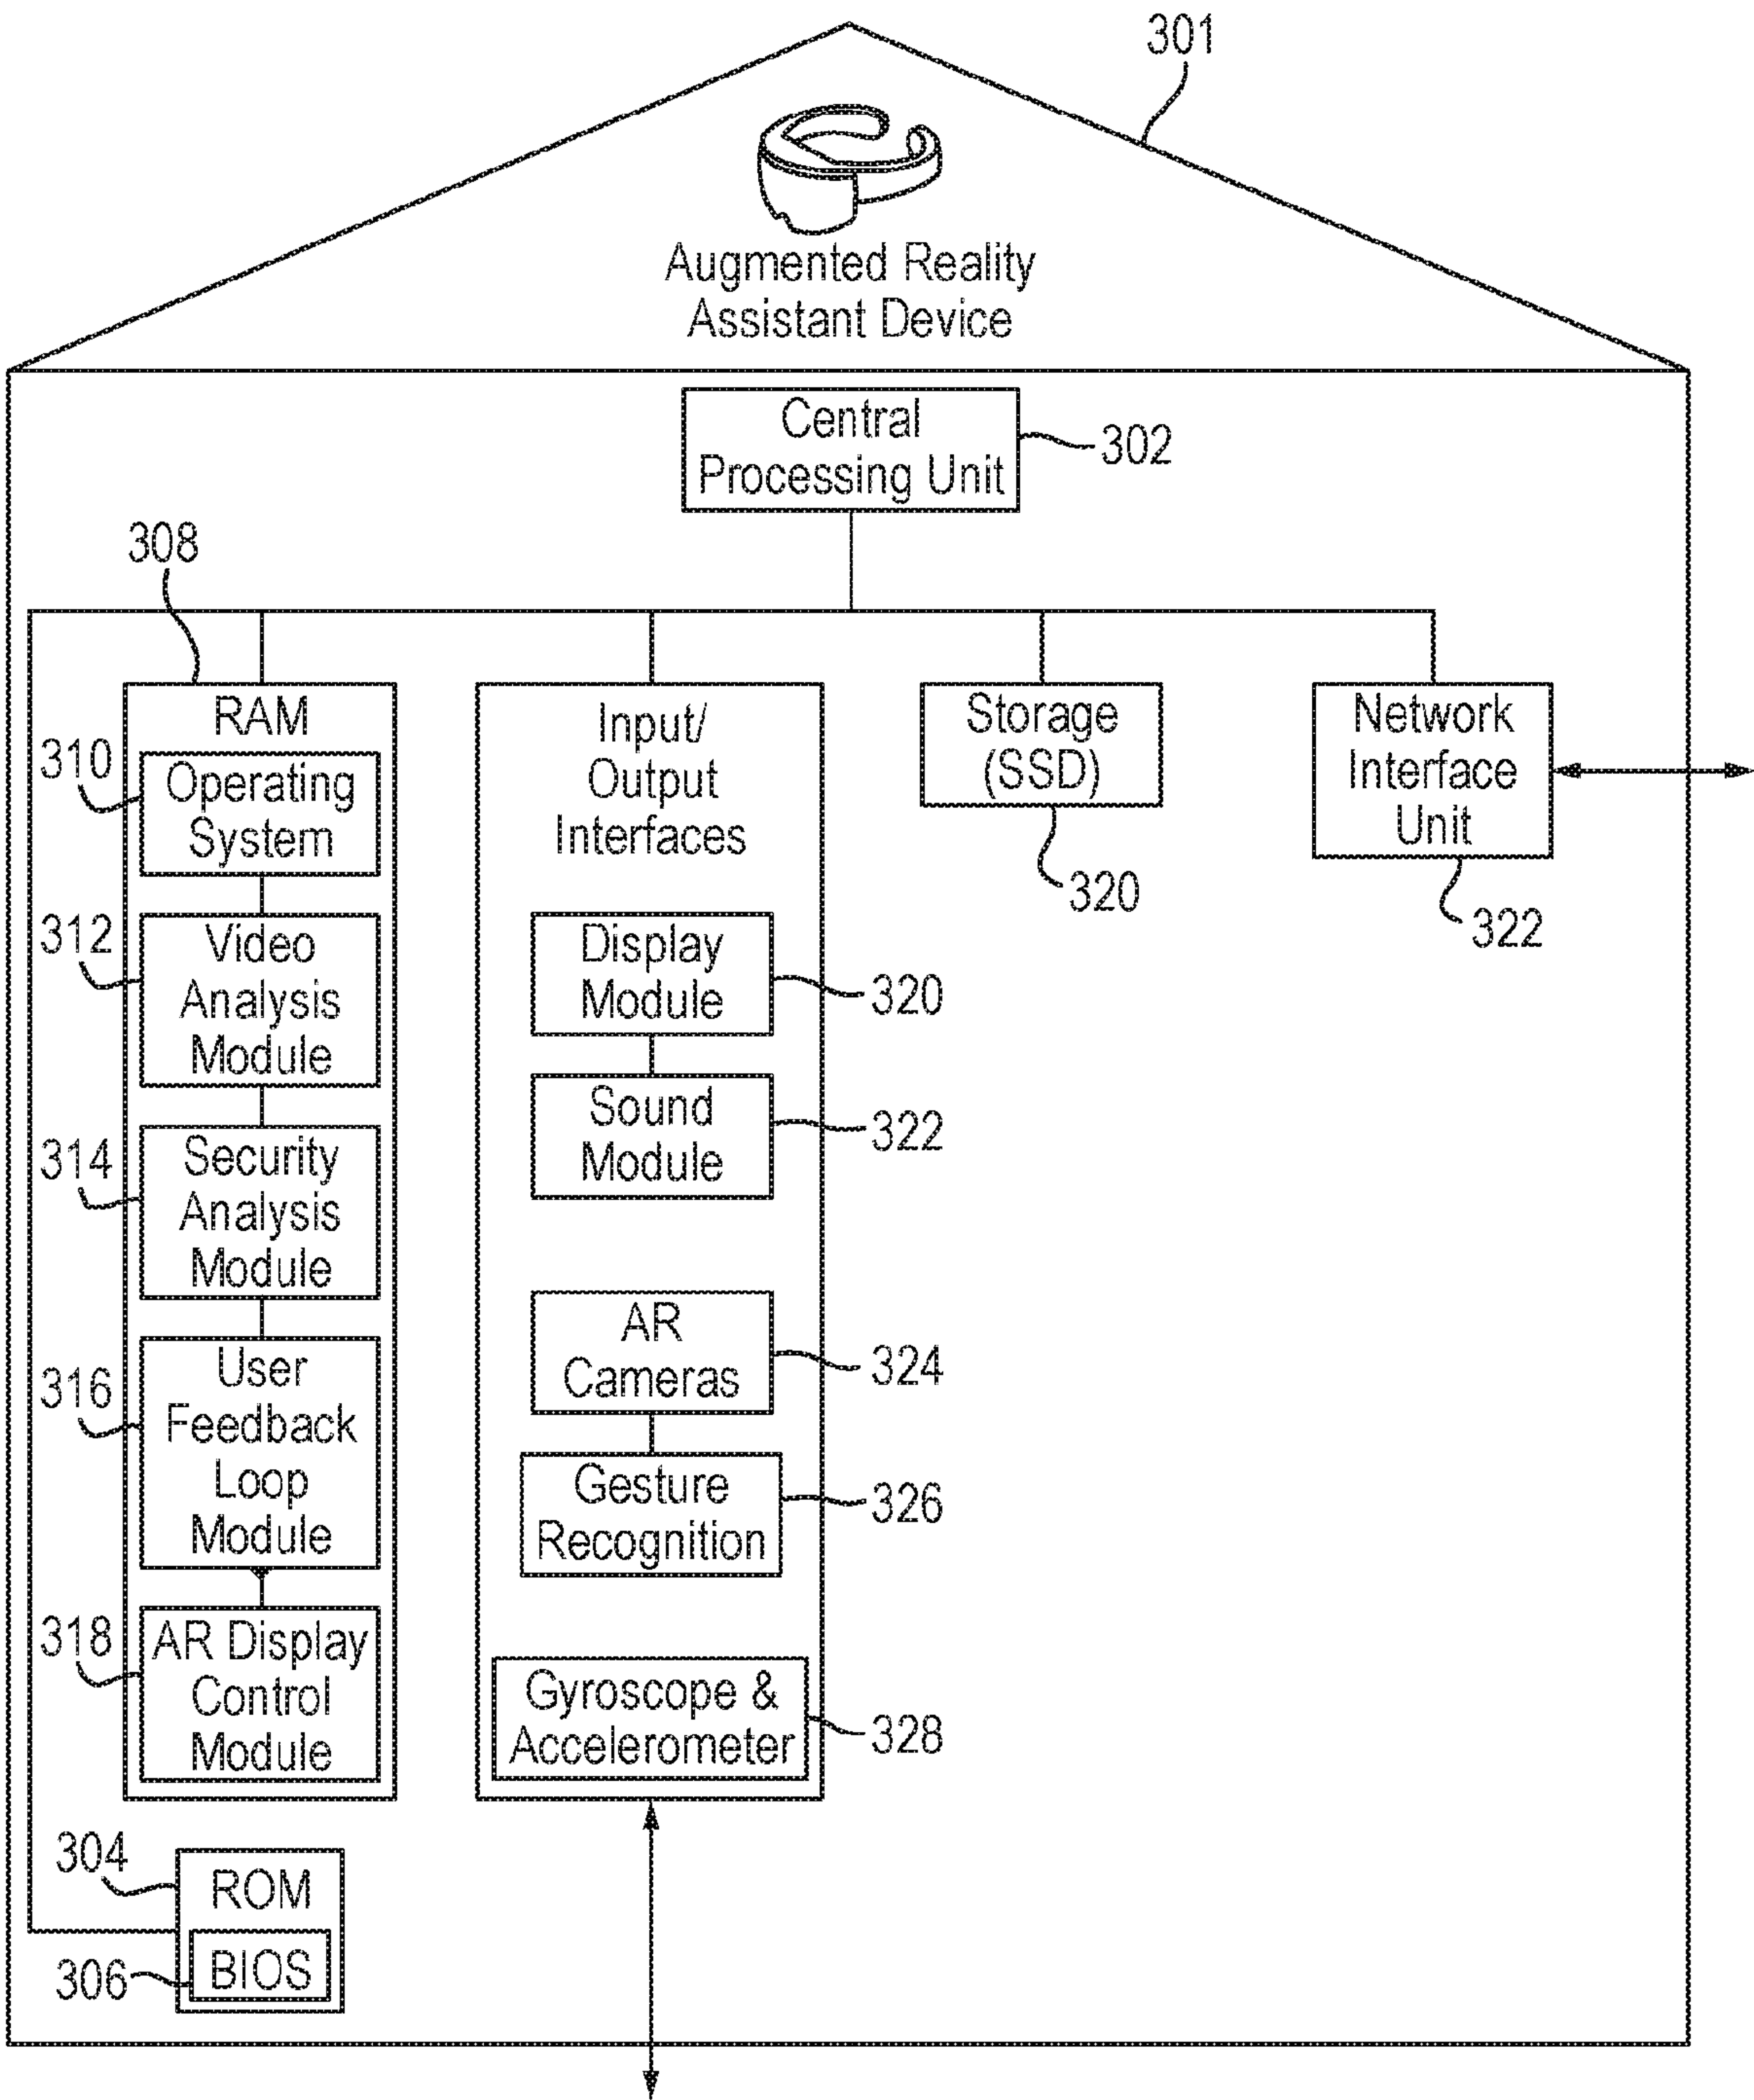 301
Augmented Reality
Assistant Device
Central
Processing Unit
302
308
RAM
310
Operating
System
312
Video
Analysis
Module
314
Security
Analysis
Module
316
User
Feedback
Loop
Module
318
AR Display
Control
Module
304
ROM
306
BIOS
Input/
Output
Interfaces
Display
Module
320
Sound
Module
322
AR
Cameras
324
Gesture
Recognition
326
Gyroscope &
Accelerometer
328
Storage
(SSD)
320
Network
Interface
Unit
322